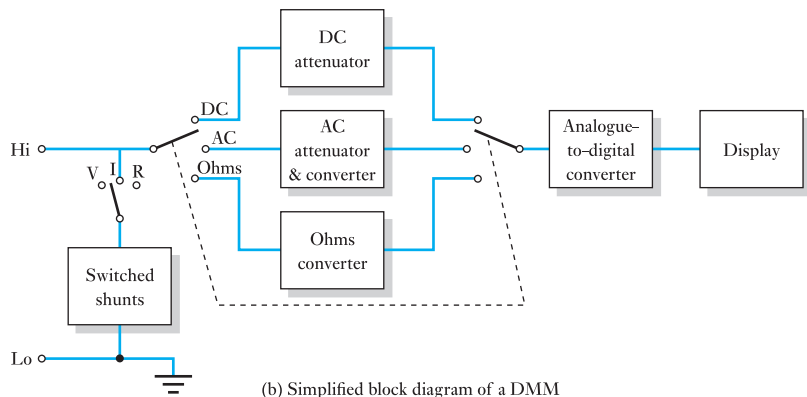 DC
attenuator
DC
Hi
AC
AC
attenuator
& converter
Analogue–
to–digital
converter
Display
V
I
R
Ohms
Ohms
converter
Switched
shunts
Lo
(b) Simplified block diagram of a DMM